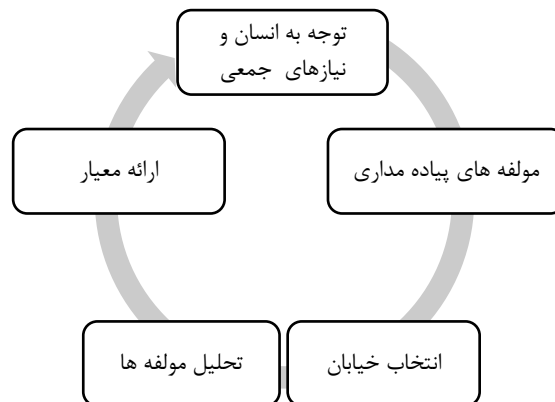 توجه به انسان و
نیازهای جمعی
مولفه های پیاده مداری
انتخاب خیابان
تحلیل مولفه ها
ارائه معیار